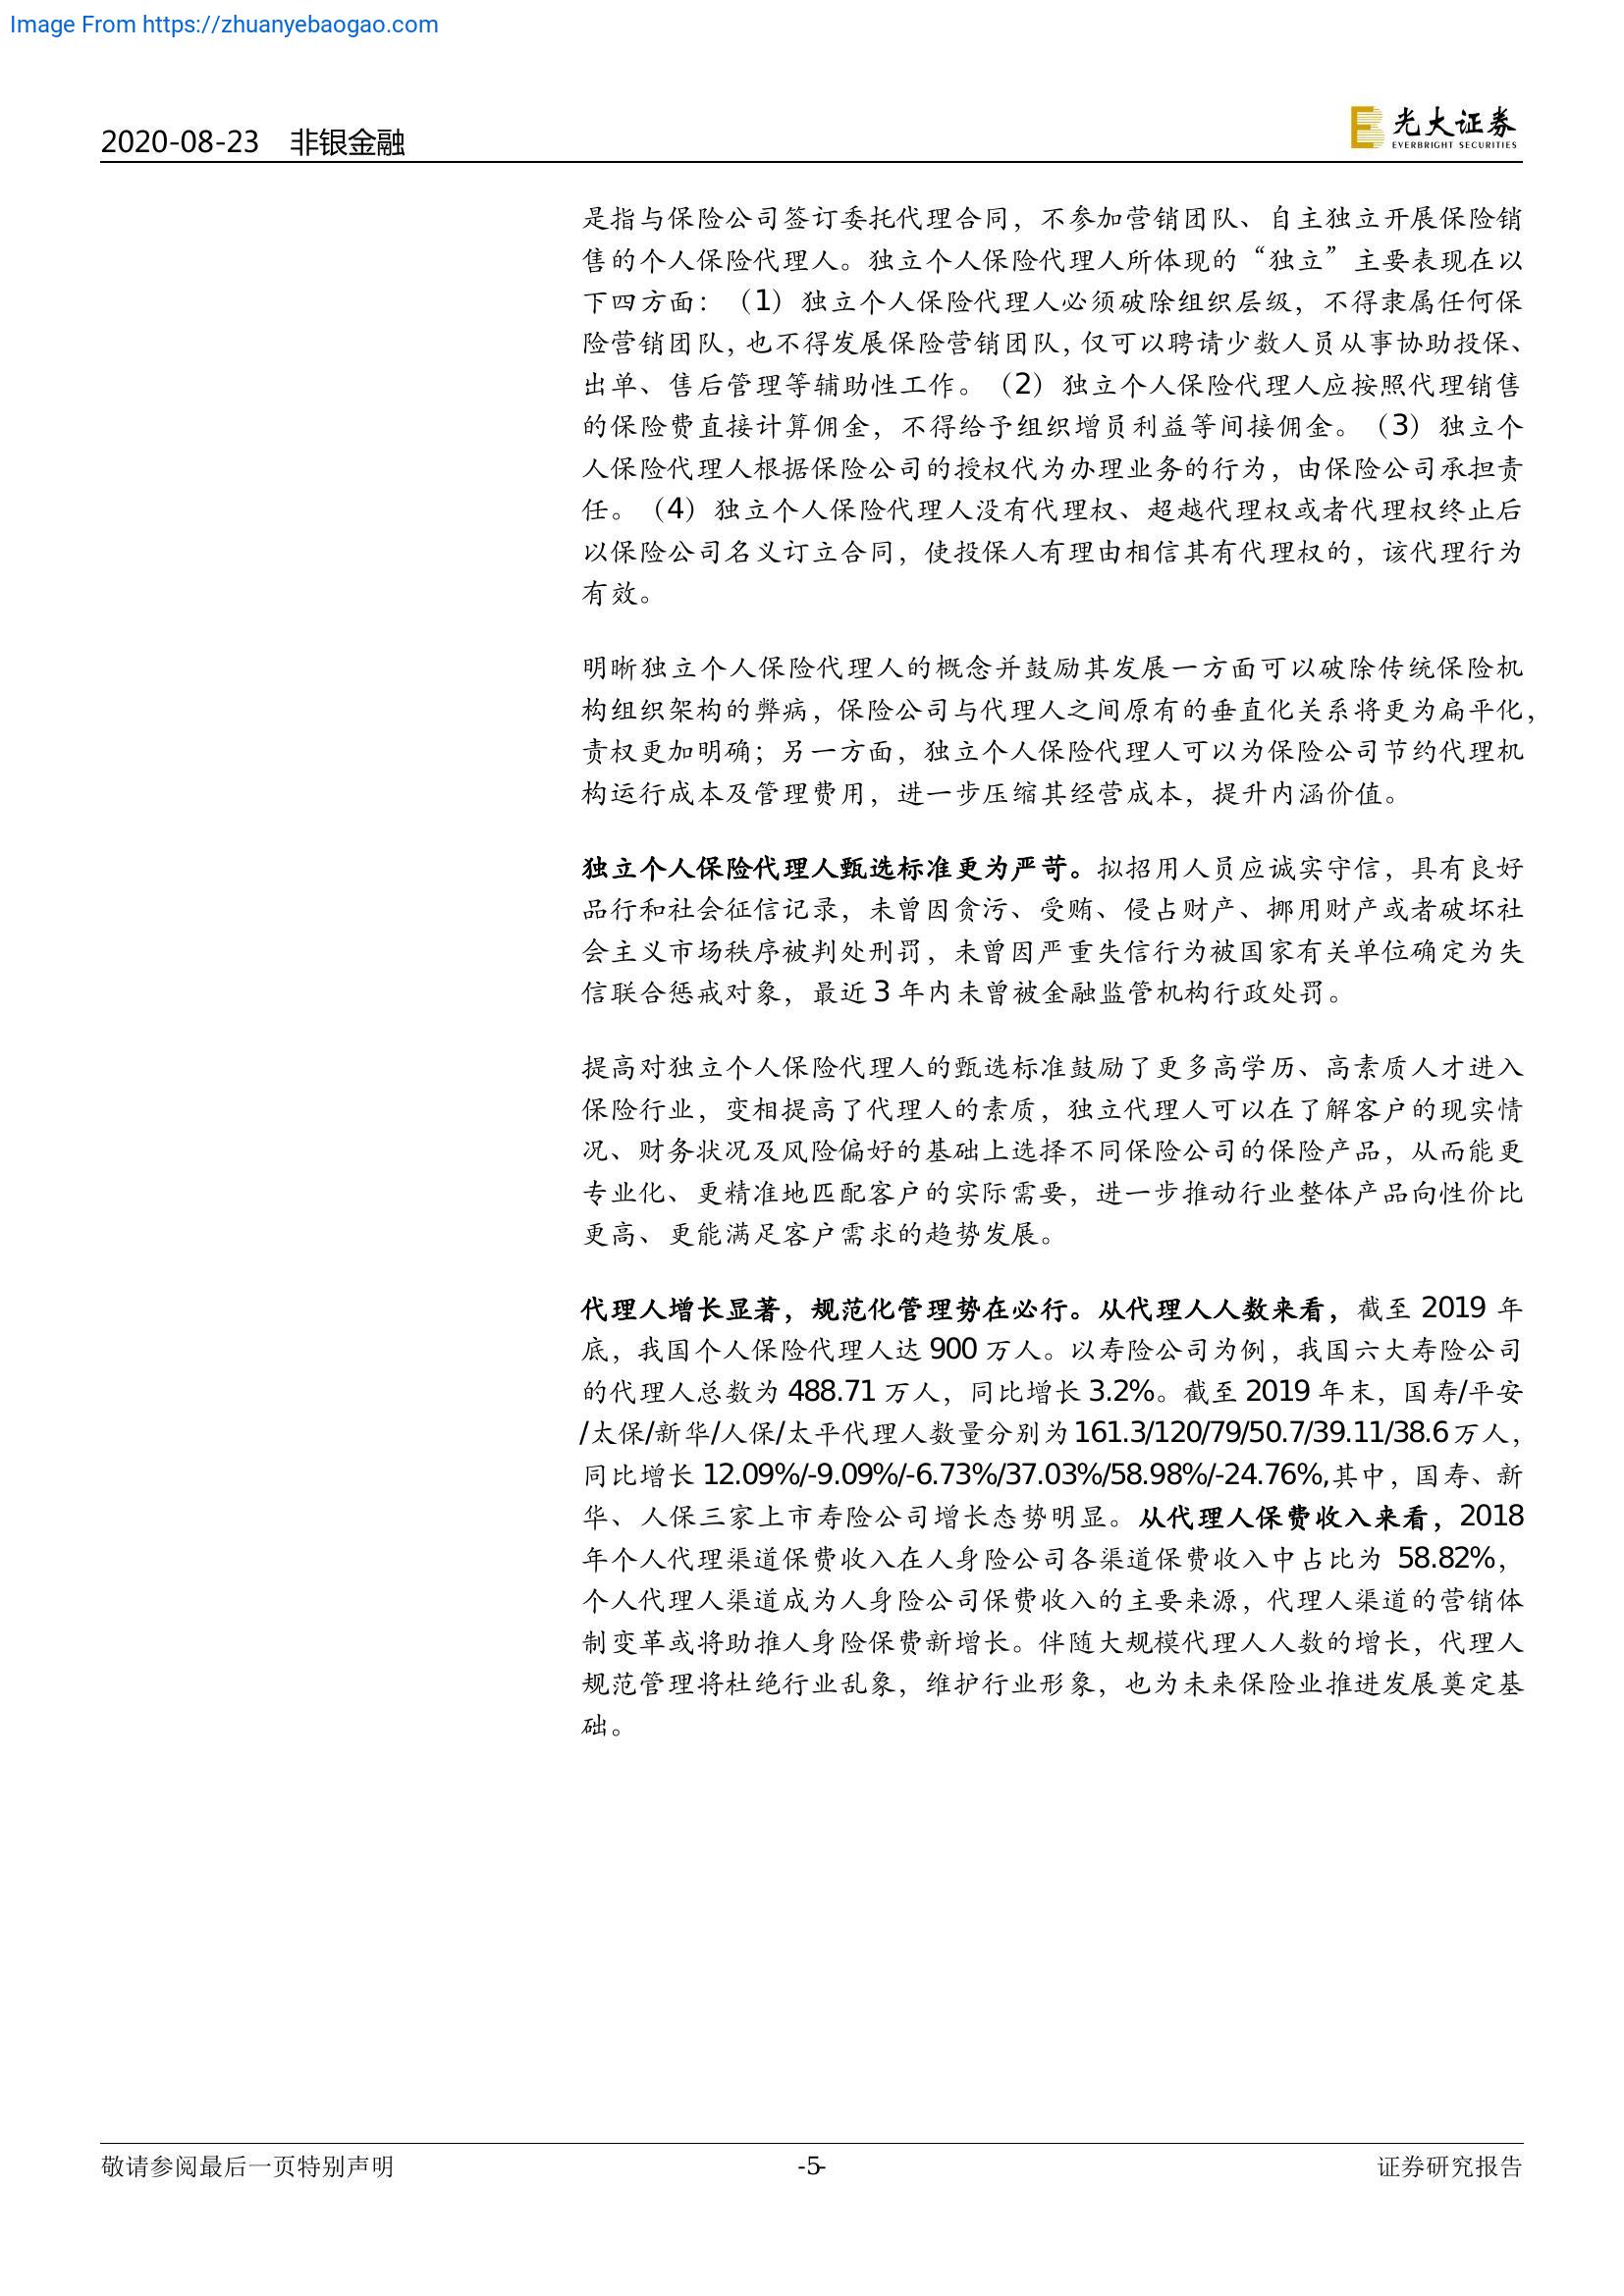 Image From https://zhuanyebaogao.com
2020-08-23 非银金融
光大证券
EVERBRIGHT SECURITIES
是指与保险公司签订委托代理合同，不参加营销团队、自主独立开展保险销
售的个人保险代理人。独立个人保险代理人所体现的“独立”主要表现在以
下四方面：（1）独立个人保险代理人必须破除组织层级，不得隶属任何保
险营销团队，也不得发展保险营销团队，仅可以聘请少数人员从事协助投保、
出单、售后管理等辅助性工作。（2）独立个人保险代理人应按照代理销售
的保险费直接计算佣金，不得给予组织增员利益等间接佣金。（3）独立个
人保险代理人根据保险公司的授权代为办理业务的行为，由保险公司承担责
任。（4）独立个人保险代理人没有代理权、超越代理权或者代理权终止后
以保险公司名义订立合同，使投保人有理由相信其有代理权的，该代理行为
有效。
明晰独立个人保险代理人的概念并鼓励其发展一方面可以破除传统保险机
构组织架构的弊病，保险公司与代理人之间原有的垂直化关系将更为扁平化，
责权更加明确；另一方面，独立个人保险代理人可以为保险公司节约代理机
构运行成本及管理费用，进一步压缩其经营成本，提升内涵价值。
独立个人保险代理人甄选标准更为严苛。拟招用人员应诚实守信，具有良好
品行和社会征信记录，未曾因贪污、受贿、侵占财产、挪用财产或者破坏社
会主义市场秩序被判处刑罚，未曾因严重失信行为被国家有关单位确定为失
信联合惩戒对象，最近 3 年内未曾被金融监管机构行政处罚。
提高对独立个人保险代理人的甄选标准鼓励了更多高学历、高素质人才进入
保险行业，变相提高了代理人的素质，独立代理人可以在了解客户的现实情
况、财务状况及风险偏好的基础上选择不同保险公司的保险产品，从而能更
专业化、更精准地匹配客户的实际需要，进一步推动行业整体产品向性价比
更高、更能满足客户需求的趋势发展。
代理人增长显著，规范化管理势在必行。从代理人人数来看，截至 2019 年
底，我国个人保险代理人达 900 万人。以寿险公司为例，我国六大寿险公司
的代理人总数为 488.71 万人，同比增长 3.2%。截至 2019 年末，国寿/平安
/太保/新华/人保/太平代理人数量分别为 161.3/120/79/50.7/39.11/38.6 万人，
同比增长 12.09%/-9.09%/-6.73%/37.03%/58.98%/-24.76%,其中，国寿、新
华、人保三家上市寿险公司增长态势明显。从代理人保费收入来看，2018
年个人代理渠道保费收入在人身险公司各渠道保费收入中占比为 58.82%，
个人代理人渠道成为人身险公司保费收入的主要来源，代理人渠道的营销体
制变革或将助推人身险保费新增长。伴随大规模代理人人数的增长，代理人
规范管理将杜绝行业乱象，维护行业形象，也为未来保险业推进发展奠定基
础。
敬请参阅最后一页特别声明 -5- 证券研究报告